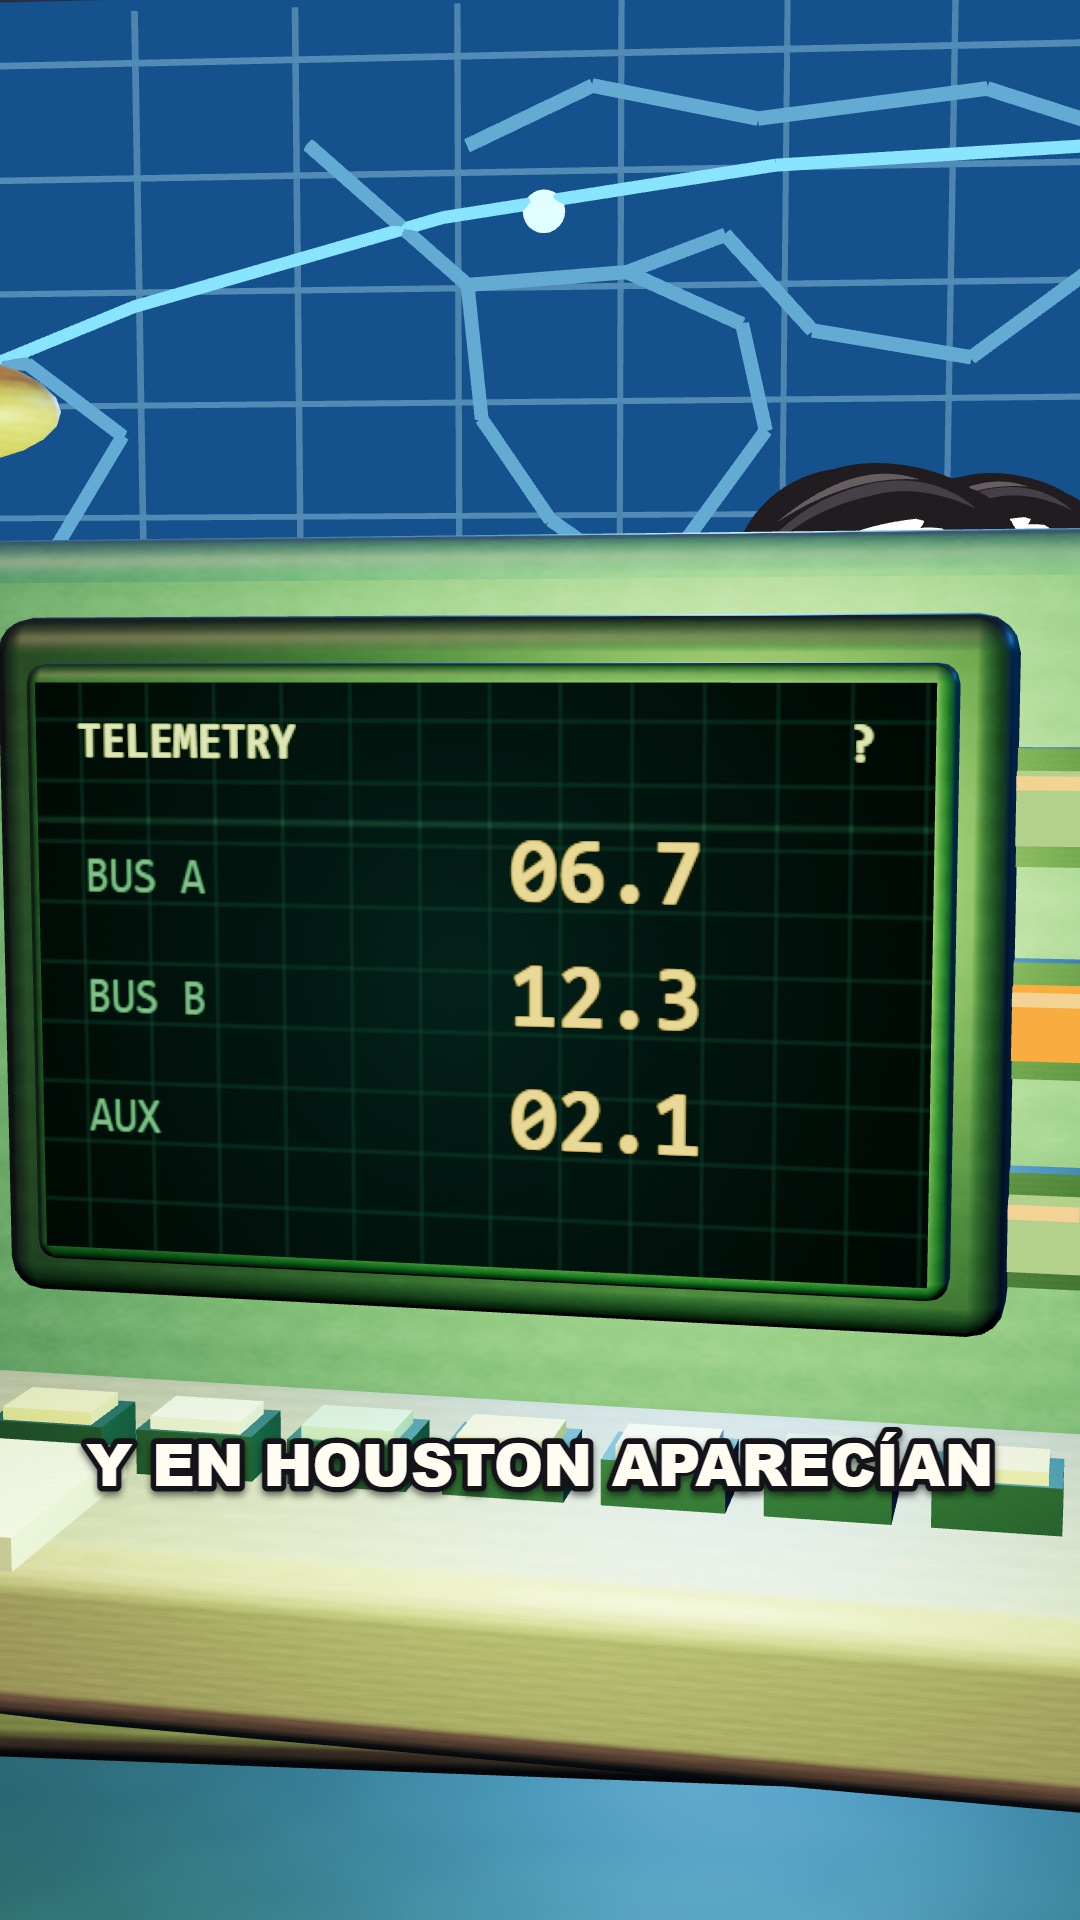 TELEMETRY ?
BUS A 06.7
BUS B 12.3
AUX 02.1
Y EN HOUSTON APARECÍAN